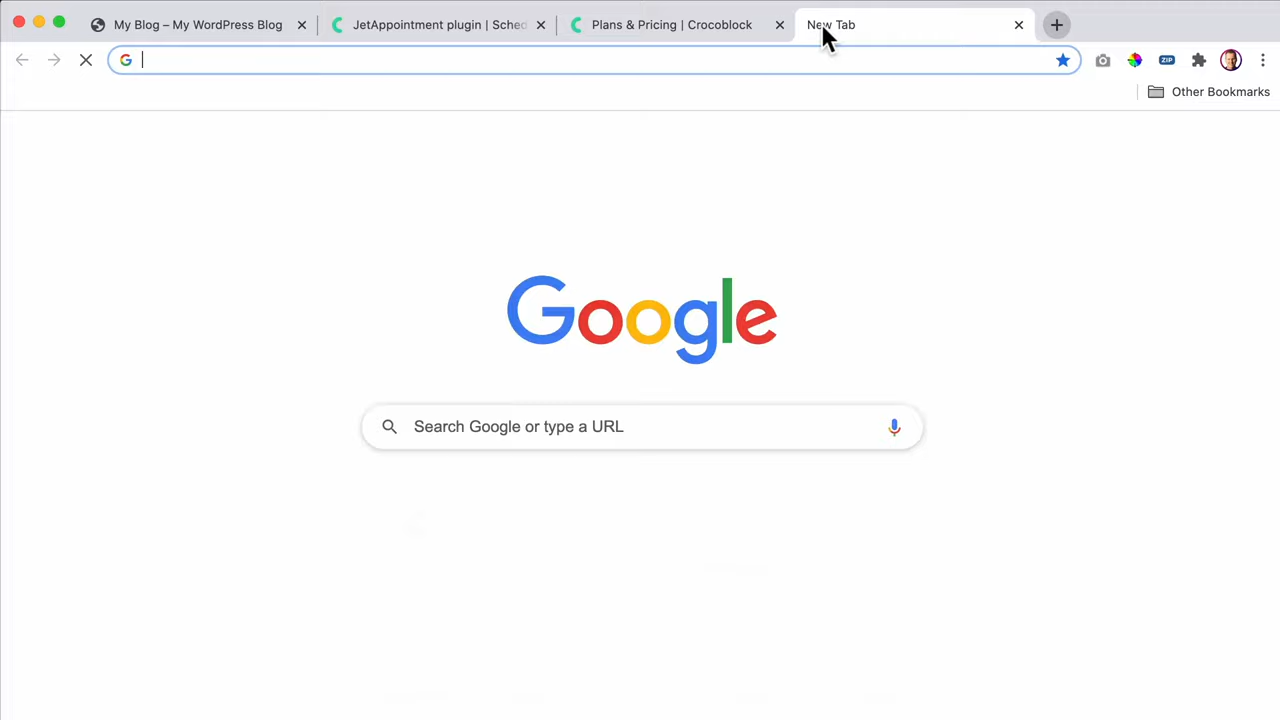 My Blog – My WordPress Blog
JetAppointment plugin | Sched
Plans & Pricing | Crocoblock
New Tab
ZIP
Other Bookmarks
Google
Search Google or type a URL